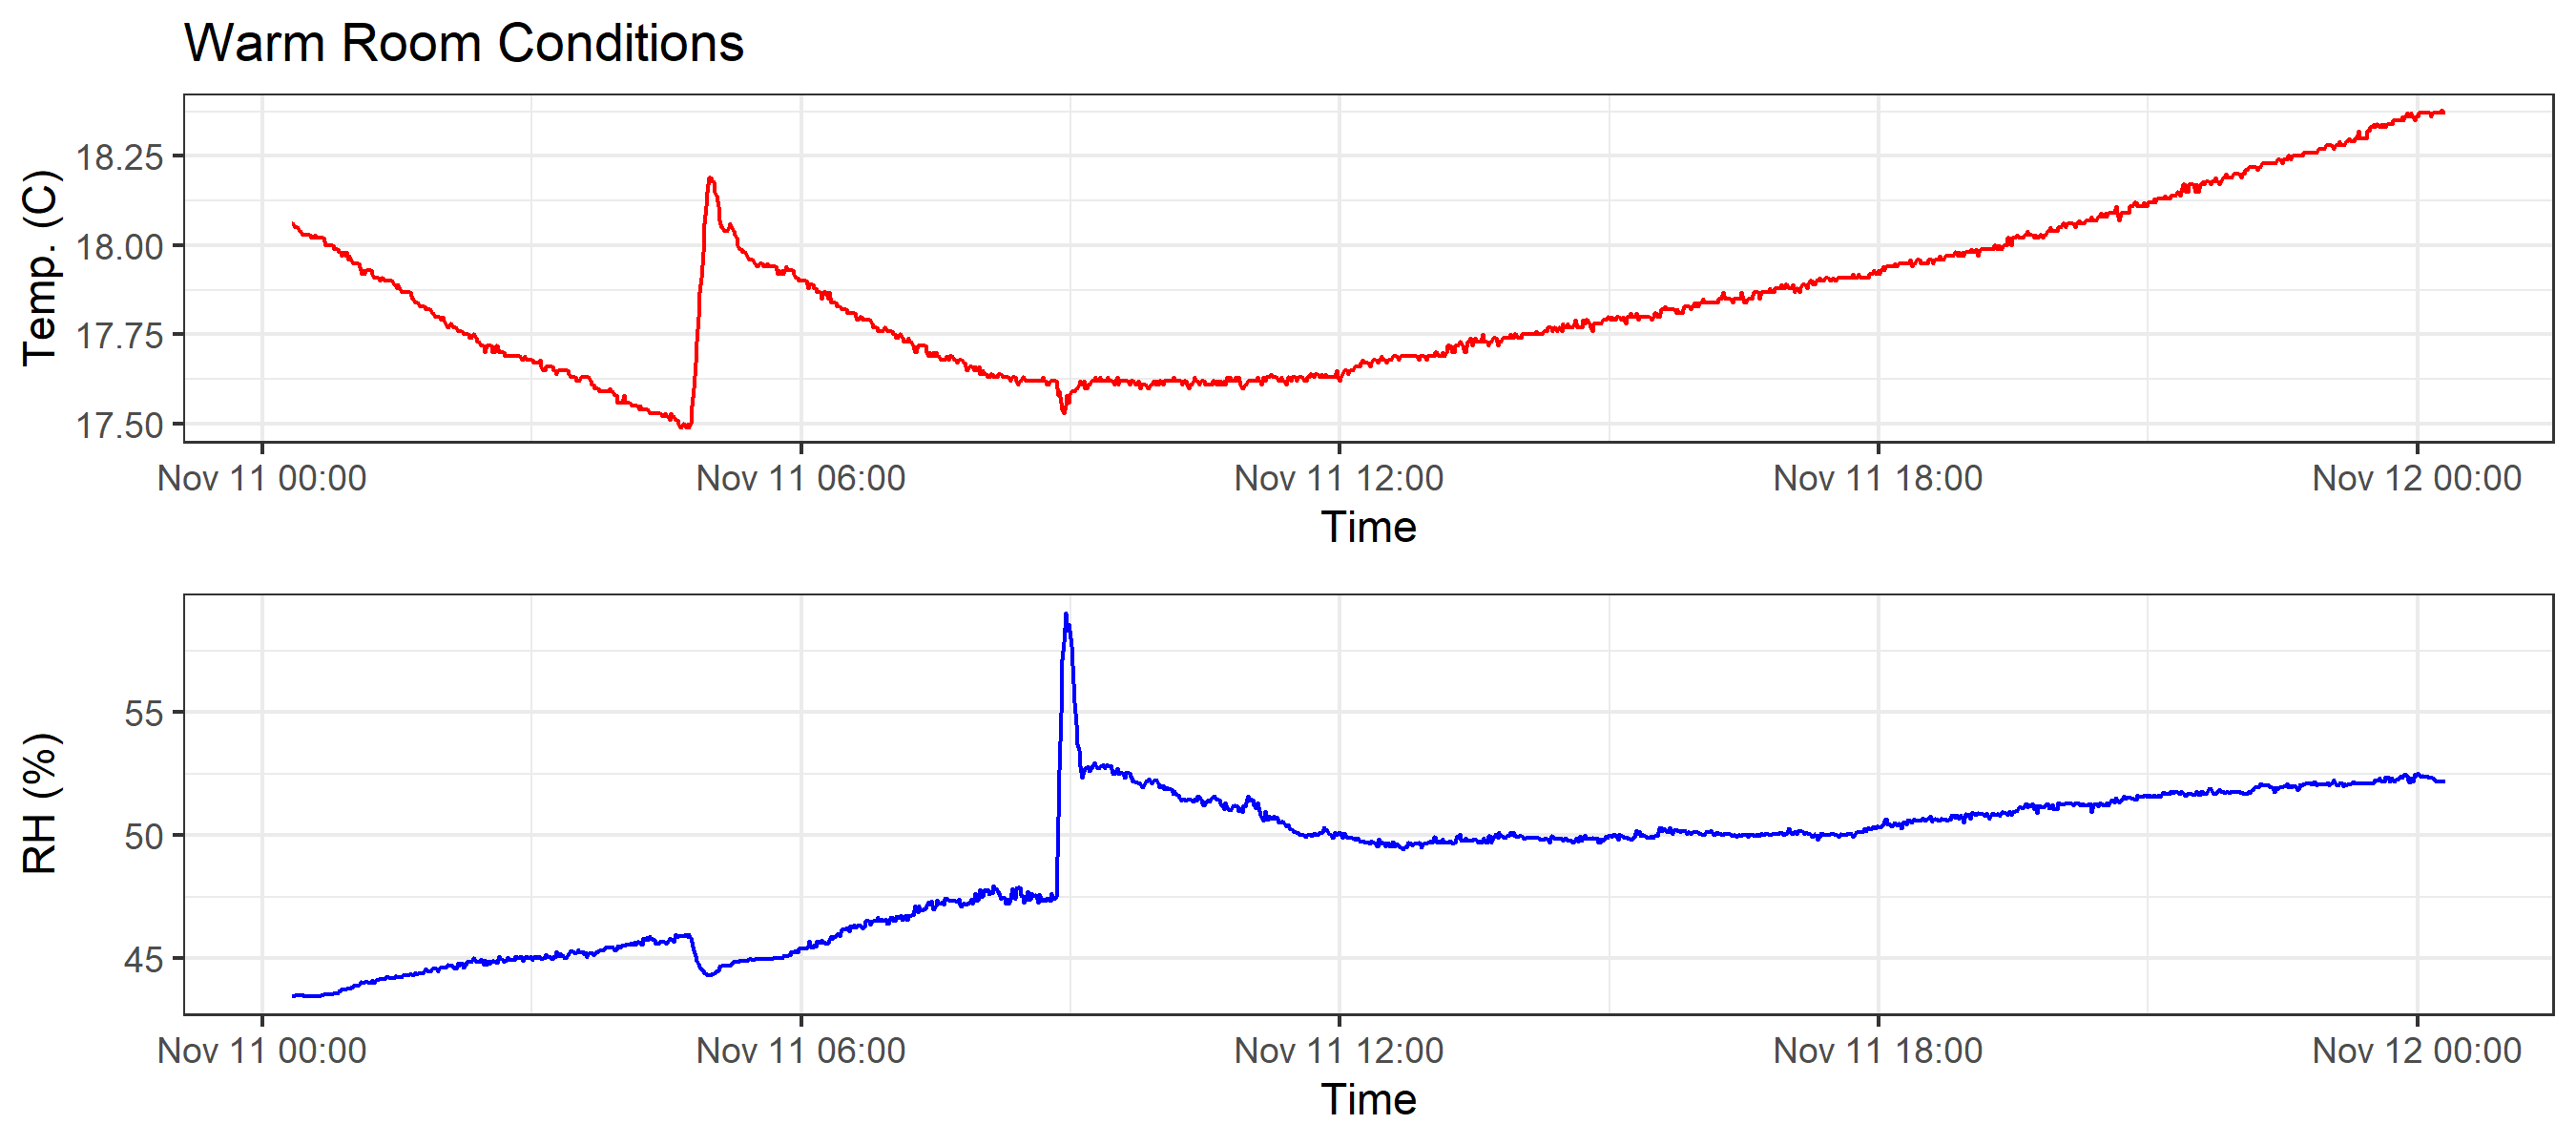 Warm Room Conditions
Temp. (C)
18.25
18.00
17.75
17.50
Nov 11 00:00 Nov 11 06:00 Nov 11 12:00 Nov 11 18:00 Nov 12 00:00
Time
RH (%)
55
50
45
Nov 11 00:00 Nov 11 06:00 Nov 11 12:00 Nov 11 18:00 Nov 12 00:00
Time